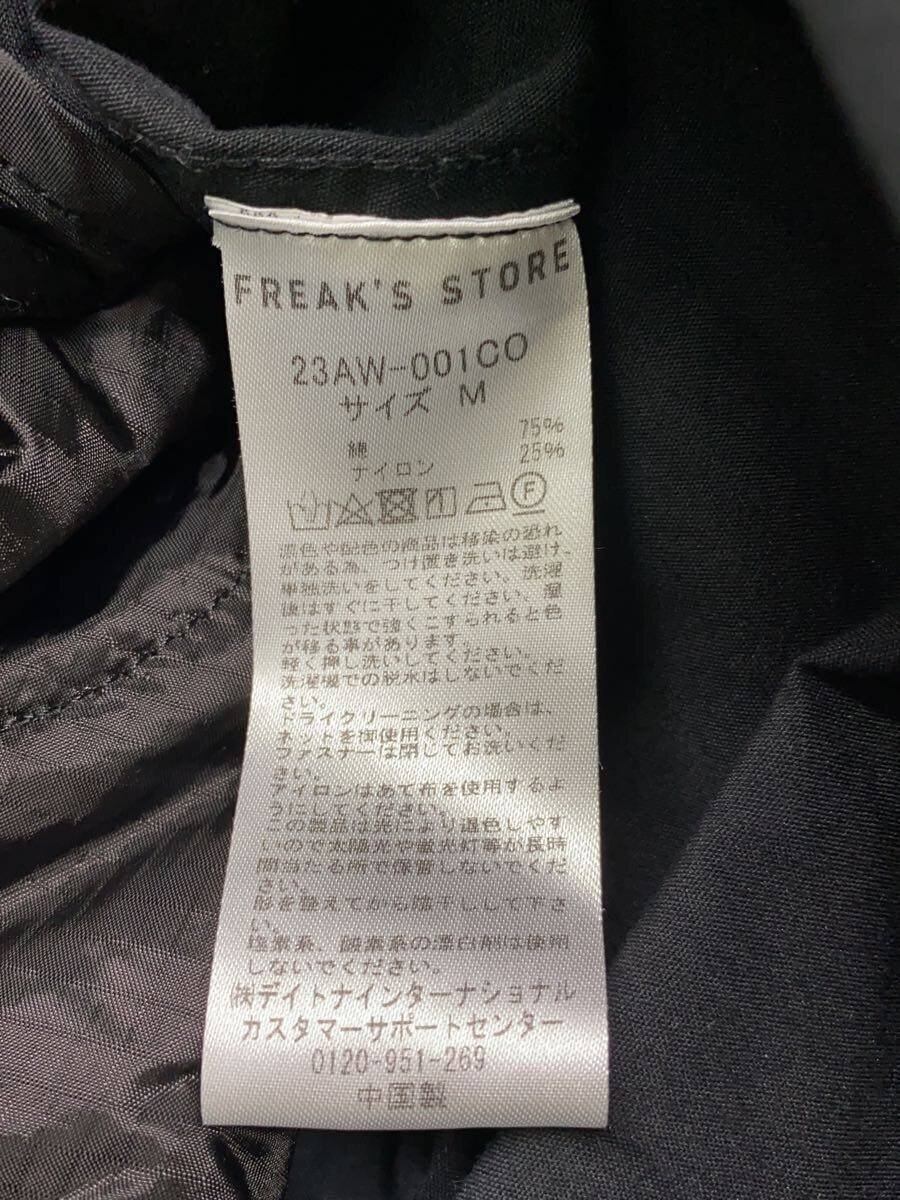 FREAK'S STORE
23AW-001CO
サイズ M
綿 75%
ナイロン 25%
F
濃色や配色の商品は移染の恐れ
がある為、つけ置き洗いは避け、
単独洗いをしてください。洗濯
後はすぐに干してください、湿
った状態で強くこすられると色
が移る事があります。
軽く押し洗いしてください。
洗濯機での脱水はしないでくだ
さい。
ドライクリーニングの場合は、
ネットを御使用ください。
ファスナーは閉じてお洗いくだ
さい。
アイロンはあて布を使用するよ
うにしてください。
この製品は光により退色しやす
いので太陽光や蛍光灯等が長時
間当たる所で保管しないでくだ
さい。
形を整えてから陰干しして下さ
い。
塩素系、酸素系の漂白剤は使用
しないでください。
㈱デイトナインターナショナル
カスタマーサポートセンター
0120-951-269
中国製